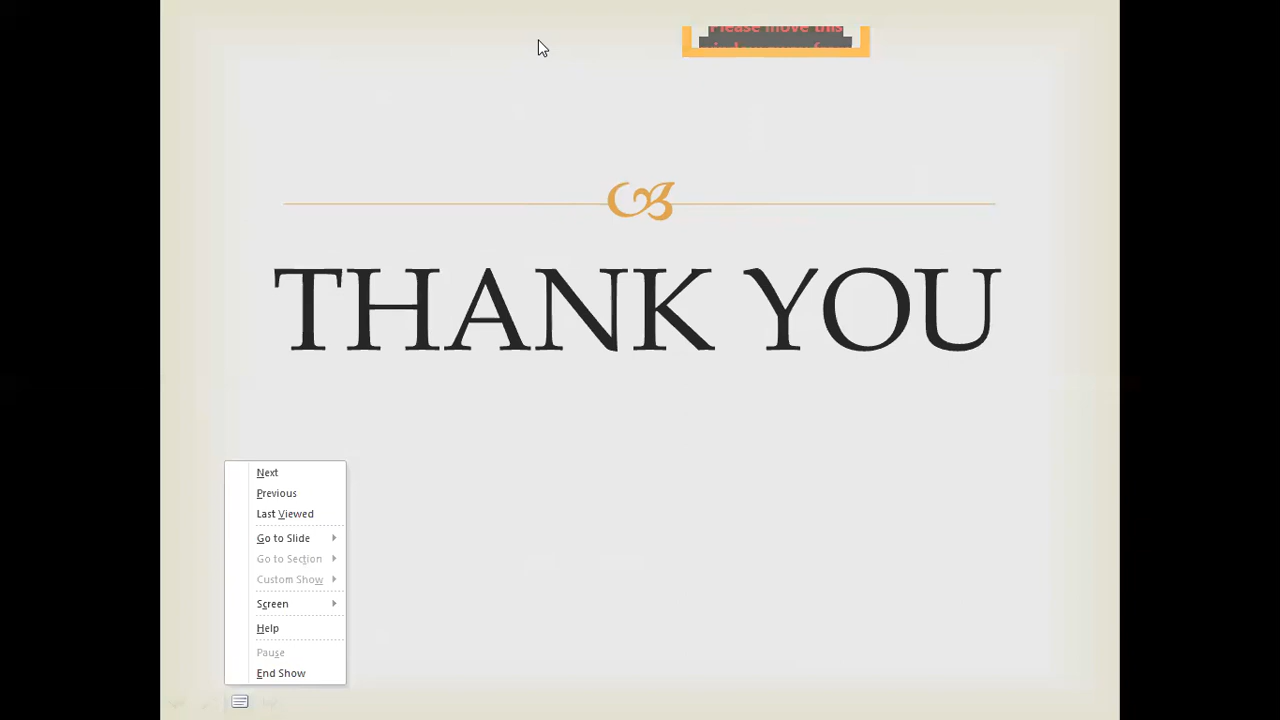 Please move this
THANK YOU
Next
Previous
Last Viewed
Go to Slide
Go to Section
Custom Show
Screen
Help
Pause
End Show